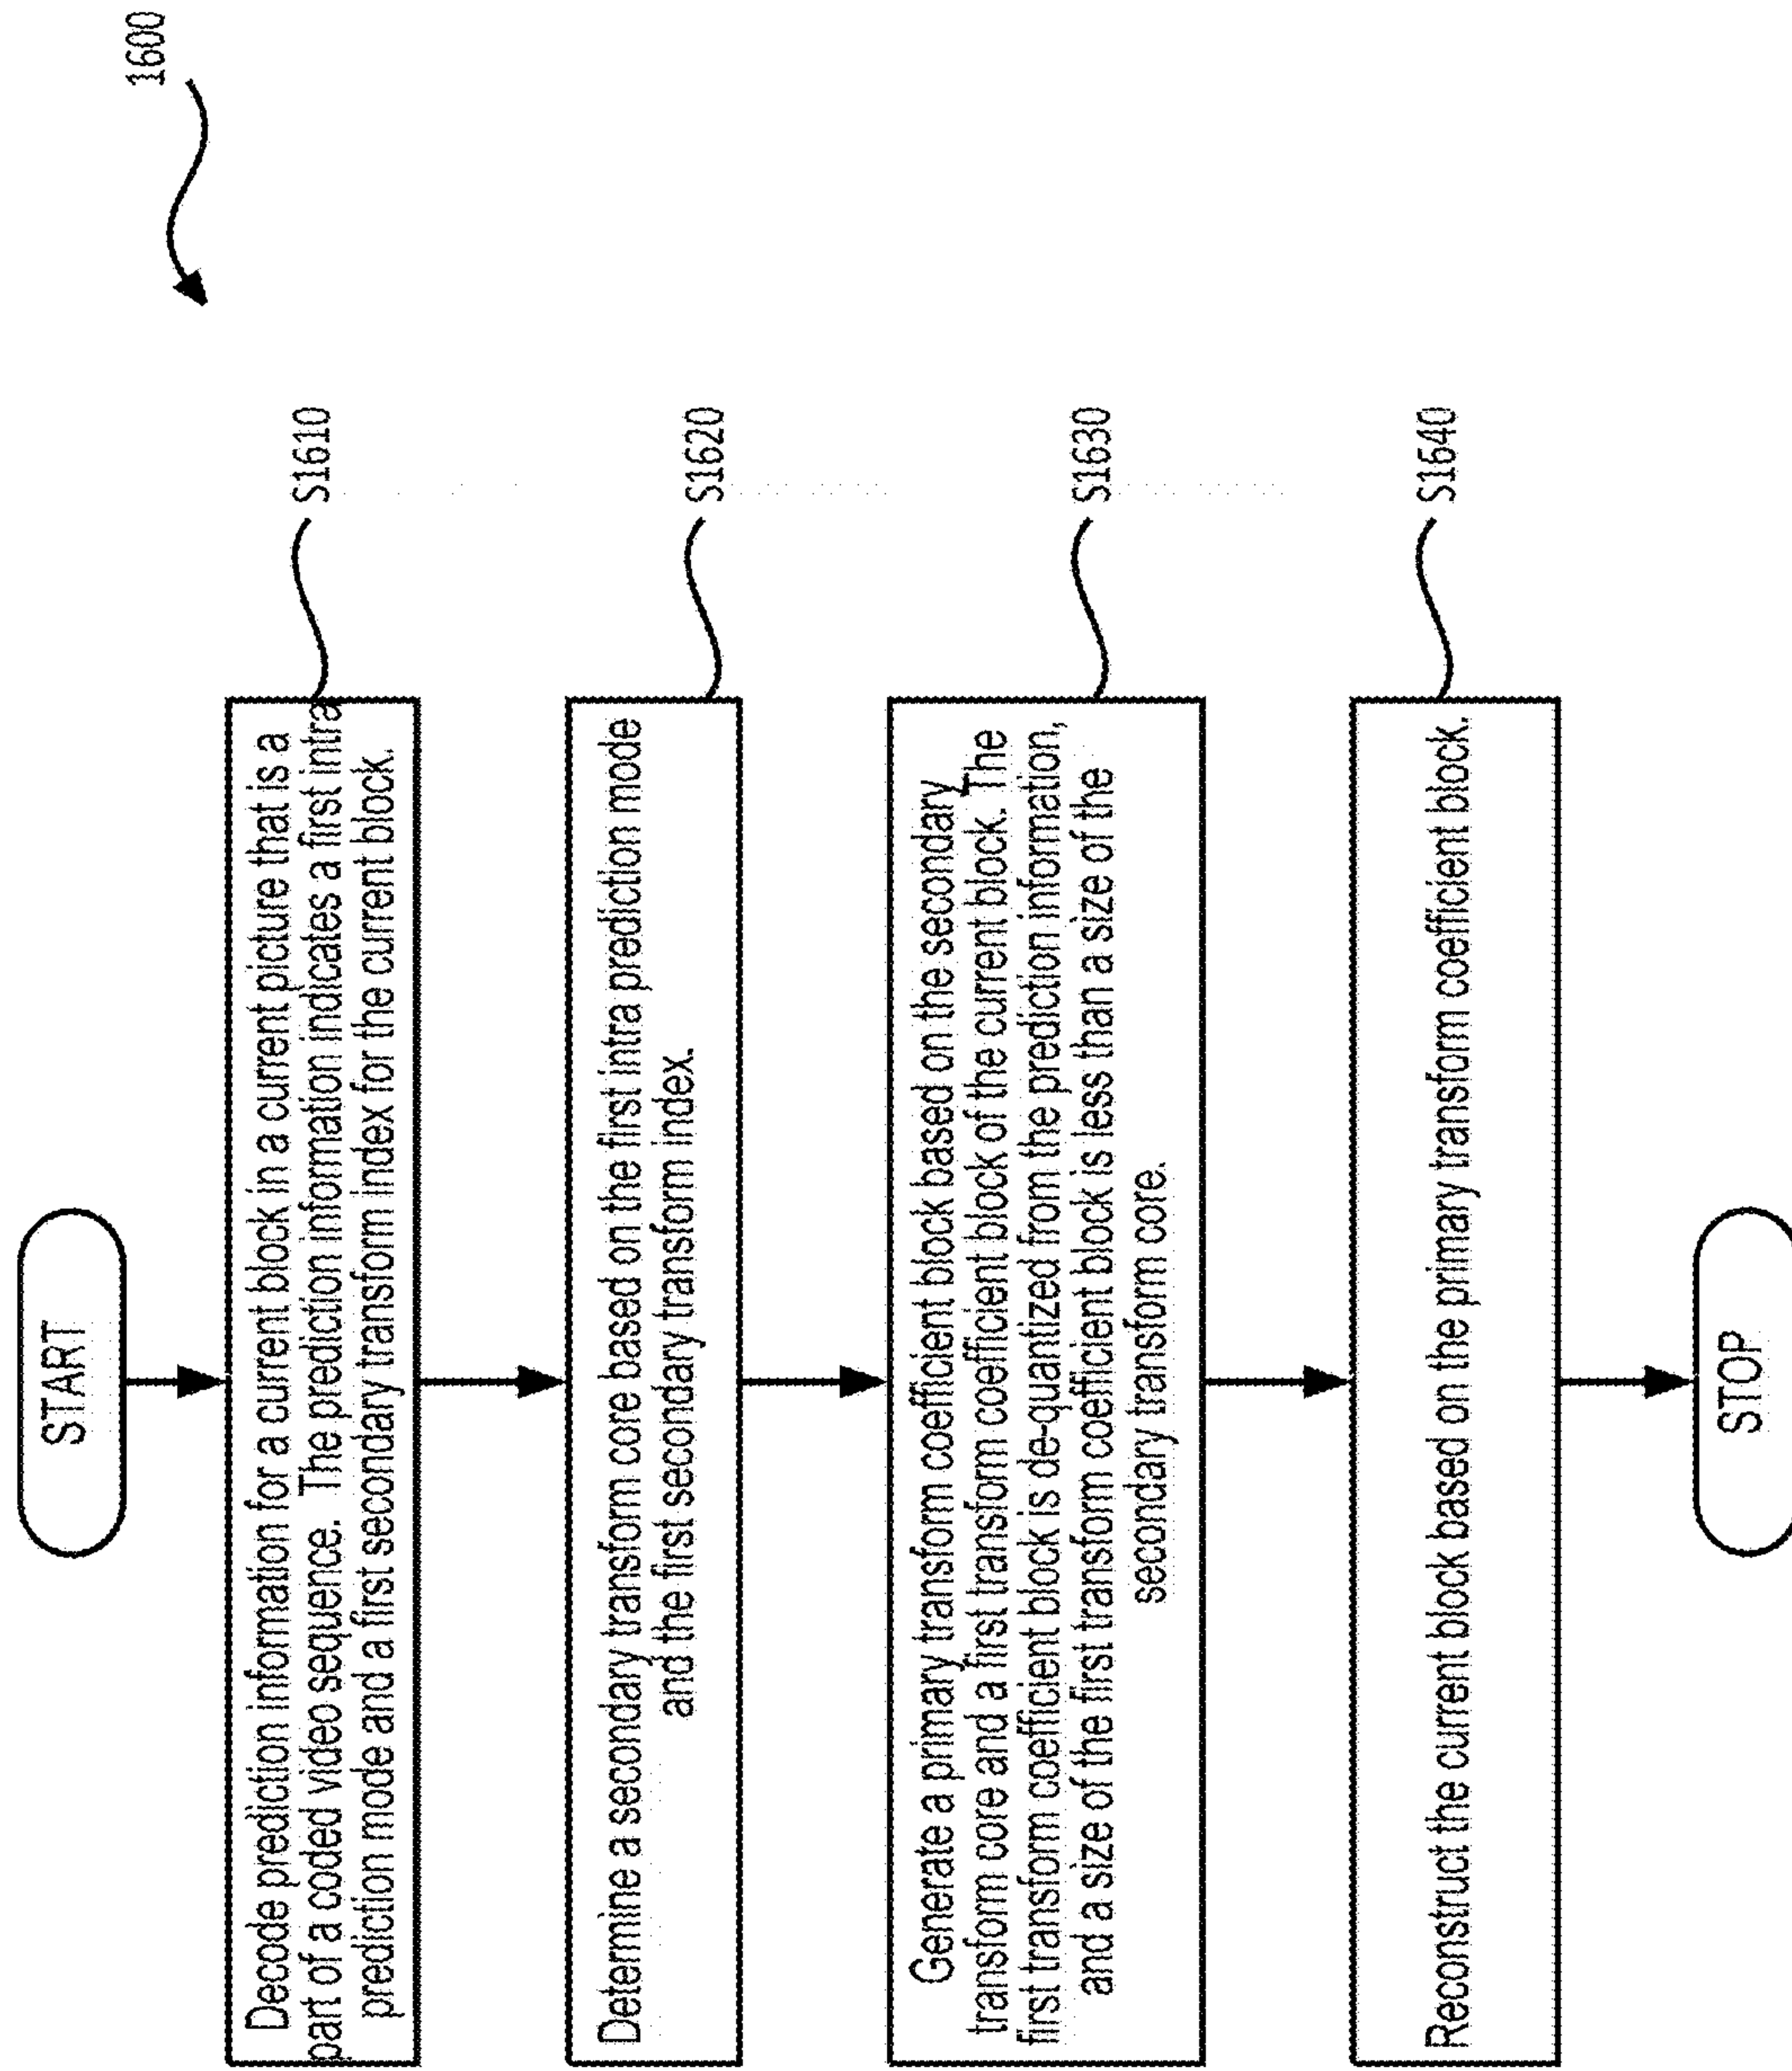 1600
START
Decode prediction information for a current block in a current picture that is a
part of a coded video sequence. The prediction information indicates a first intra
prediction mode and a first secondary transform index for the current block.
S1610
Determine a secondary transform core based on the first intra prediction mode
and the first secondary transform index.
S1620
Generate a primary transform coefficient block based on the secondary
transform core and a first transform coefficient block of the current block. The
first transform coefficient block is de-quantized from the prediction information,
and a size of the first transform coefficient block is less than a size of the
secondary transform core.
S1630
Reconstruct the current block based on the primary transform coefficient block.
S1640
STOP